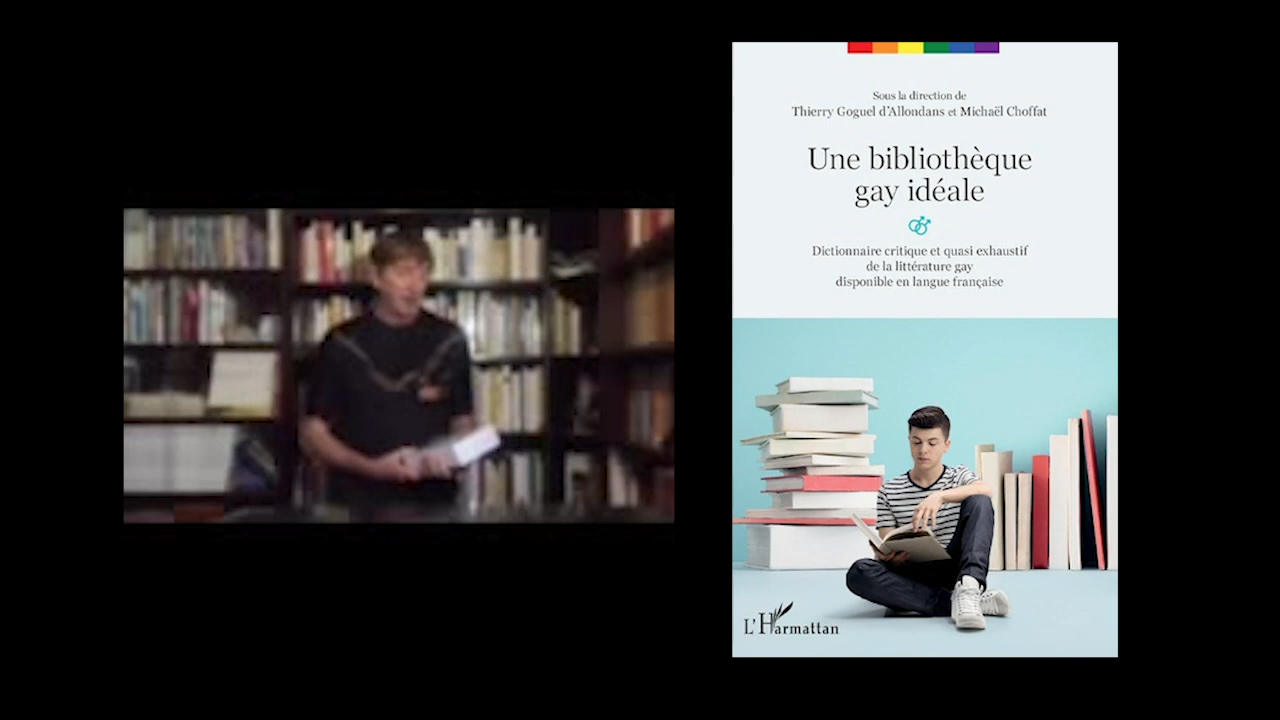 Sous la direction de
Thierry Goguel d'Allondans et Michaël Choffat
Une bibliothèque
gay idéale
Dictionnaire critique et quasi exhaustif
de la littérature gay
disponible en langue française
L'Harmattan